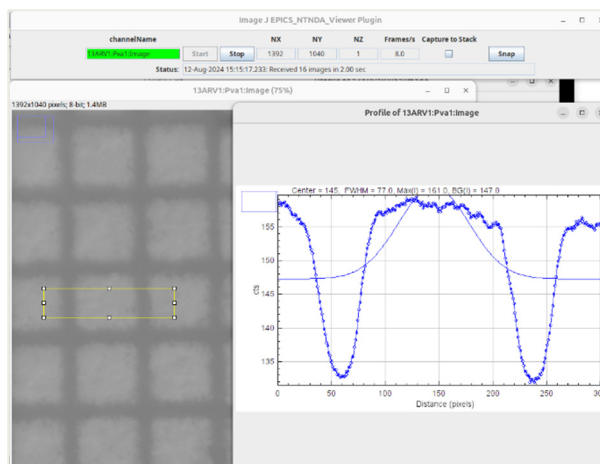 Image J EPICS_NTNDA_Viewer Plugin
channelName NX NY NZ Frames/s Capture to Stack
13ARV1:Pva1:Image Start Stop 1392 1040 1 8.0 Snap
Status: 12-Aug-2024 15:15:17.233: Received 16 images in 2.00 sec
13ARV1:Pva1:Image (75%)
1392x1040 pixels; 8-bit; 1.4MB
Profile of 13ARV1:Pva1:Image
Center = 145, FWHM = 77.0, Max(I) = 161.0, BG(I) = 147.0
155
150
145
140
135
cts
0 50 100 150 200 250 300
Distance (pixels)